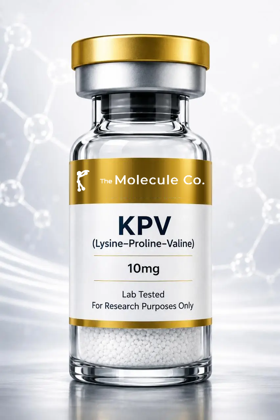 The Molecule Co.
KPV
(Lysine-Proline-Valine)
10mg
Lab Tested
For Research Purposes Only